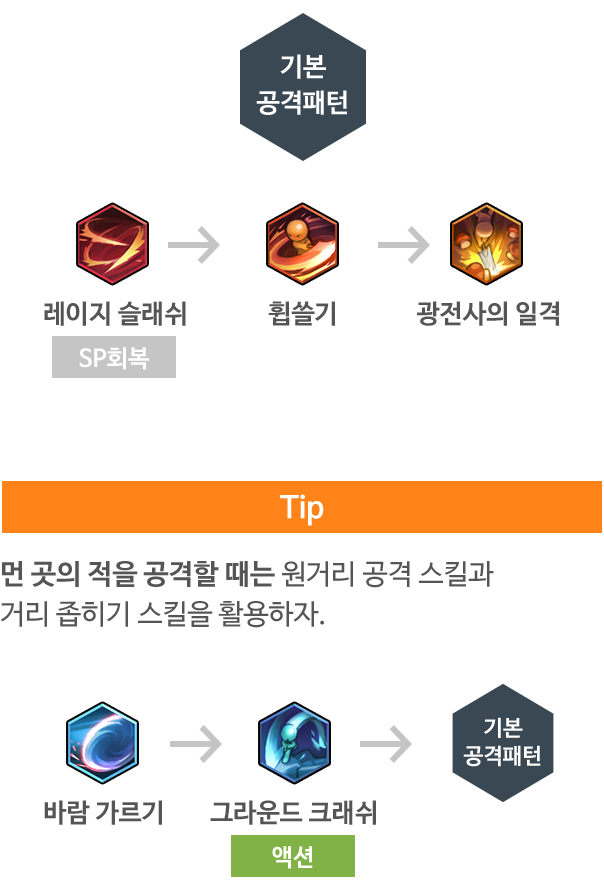 기본
공격패턴
레이지 슬래쉬
휩쓸기
광전사의 일격
SP회복
Tip
먼 곳의 적을 공격할 때는 원거리 공격 스킬과
거리 좁히기 스킬을 활용하자.
바람 가르기
그라운드 크래쉬
기본
공격패턴
액션